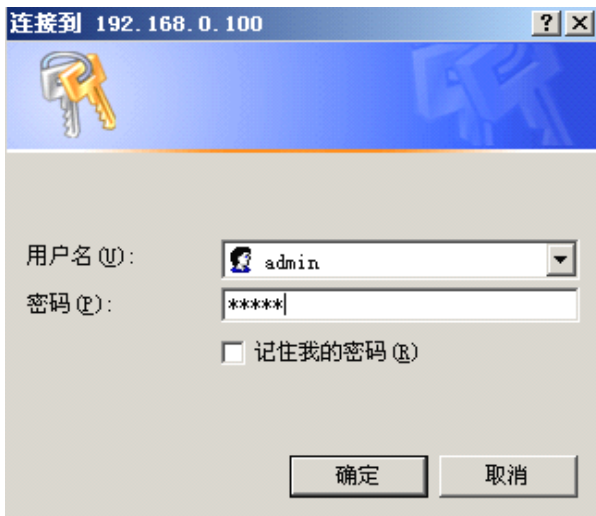 连接到 192.168.0.100
用户名(U):
admin
密码(P):
*****
记住我的密码(R)
确定 取消